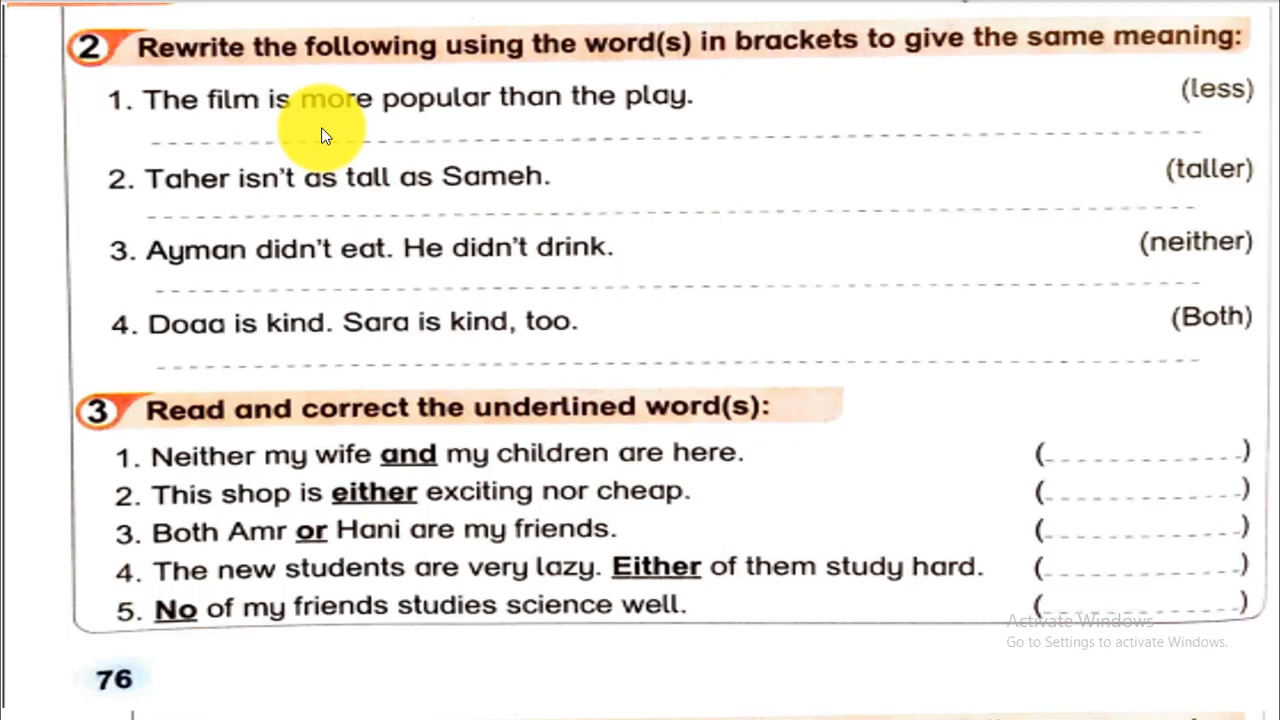 2 Rewrite the following using the word(s) in brackets to give the same meaning:
1. The film is more popular than the play. (less)
2. Taher isn't as tall as Sameh. (taller)
3. Ayman didn't eat. He didn't drink. (neither)
4. Doaa is kind. Sara is kind, too. (Both)
3 Read and correct the underlined word(s):
1. Neither my wife and my children are here. (__________)
2. This shop is either exciting nor cheap. (__________)
3. Both Amr or Hani are my friends. (__________)
4. The new students are very lazy. Either of them study hard. (__________)
5. No of my friends studies science well. (__________)
Activate Windows
Go to Settings to activate Windows.
76